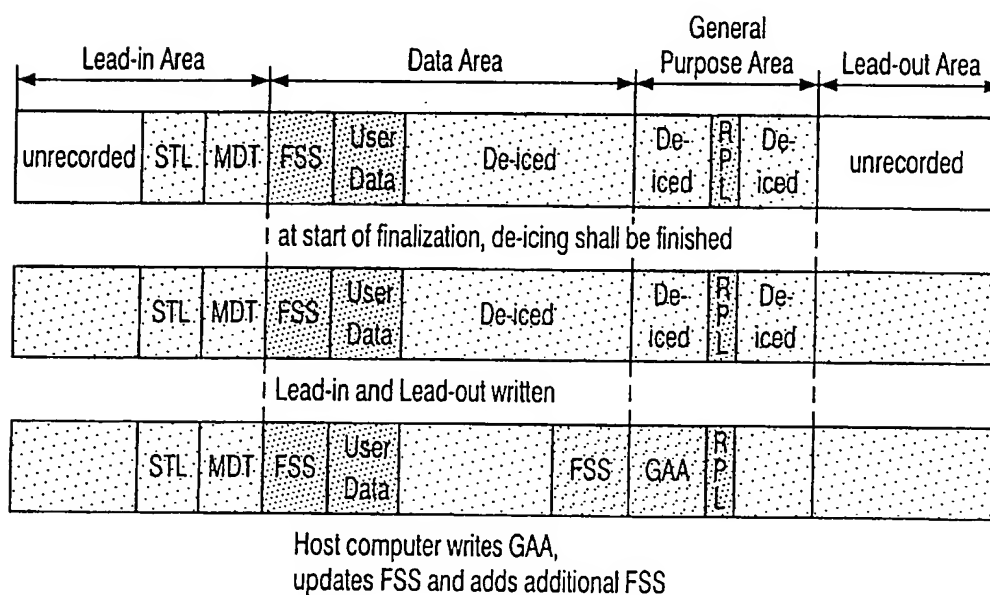 General
Lead-in Area Data Area Purpose Area Lead-out Area
unrecorded STL MDT FSS User Data De-iced De-iced RPL De-iced unrecorded
at start of finalization, de-icing shall be finished
STL MDT FSS User Data De-iced De-iced RPL De-iced
Lead-in and Lead-out written
STL MDT FSS User Data FSS GAA RPL
Host computer writes GAA,
updates FSS and adds additional FSS